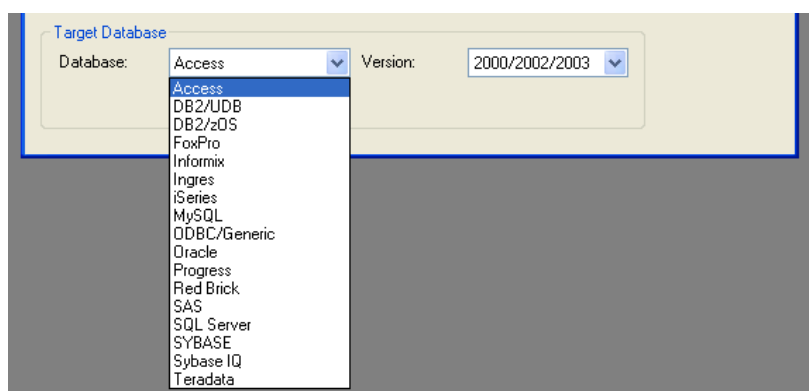 Target Database
Database: Access Version: 2000/2002/2003
Access
DB2/UDB
DB2/zOS
FoxPro
Informix
Ingres
iSeries
MySQL
ODBC/Generic
Oracle
Progress
Red Brick
SAS
SQL Server
SYBASE
Sybase IQ
Teradata